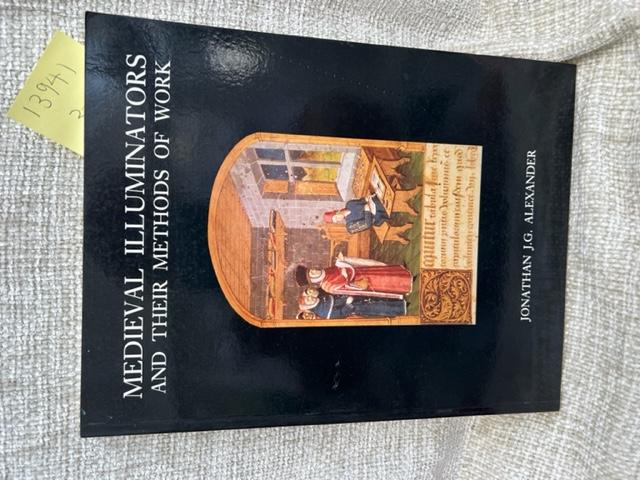 MEDIEVAL ILLUMINATORS
AND THEIR METHODS OF WORK
JONATHAN J.G. ALEXANDER
13941